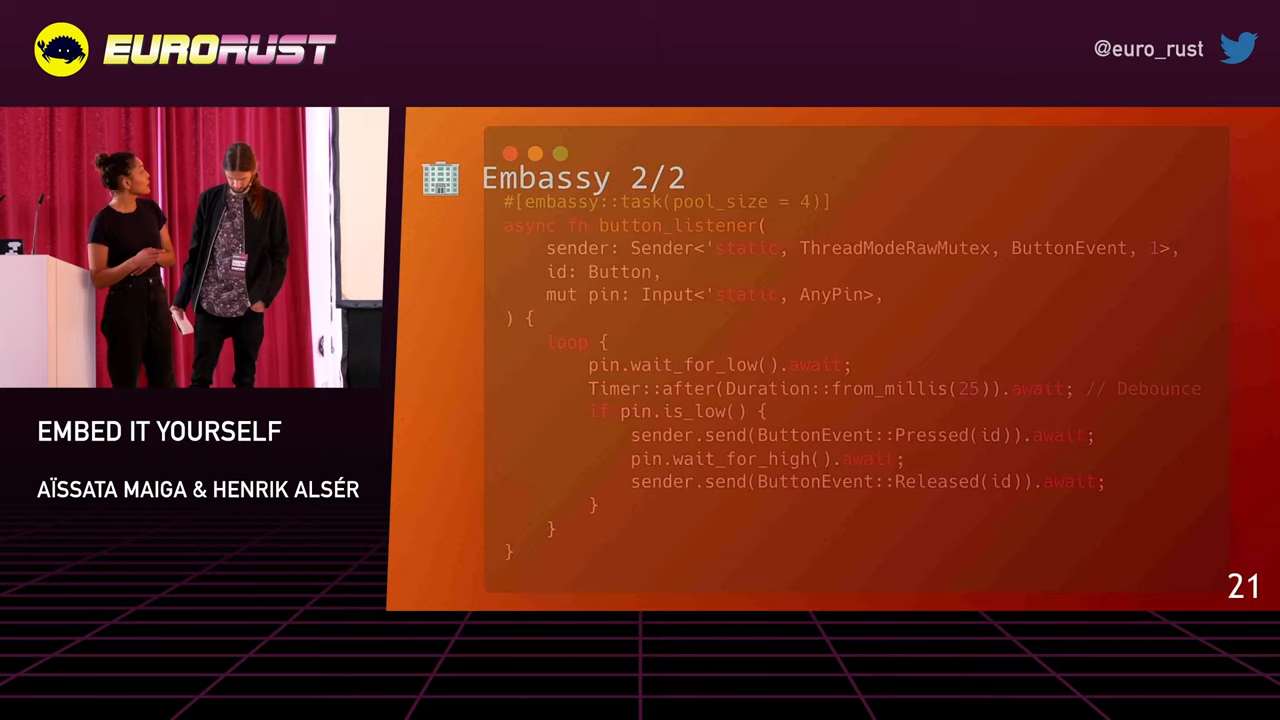 EURORUST
@euro_rust
Embassy 2/2
#[embassy::task(pool_size = 4)]
async fn button_listener(
sender: Sender<'static, ThreadModeRawMutex, ButtonEvent, 1>,
id: Button,
mut pin: Input<'static, AnyPin>,
) {
loop {
pin.wait_for_low().await;
Timer::after(Duration::from_millis(25)).await; // Debounce
if pin.is_low() {
sender.send(ButtonEvent::Pressed(id)).await;
pin.wait_for_high().await;
sender.send(ButtonEvent::Released(id)).await;
}
}
}
21
EMBED IT YOURSELF
AÏSSATA MAIGA & HENRIK ALSÉR